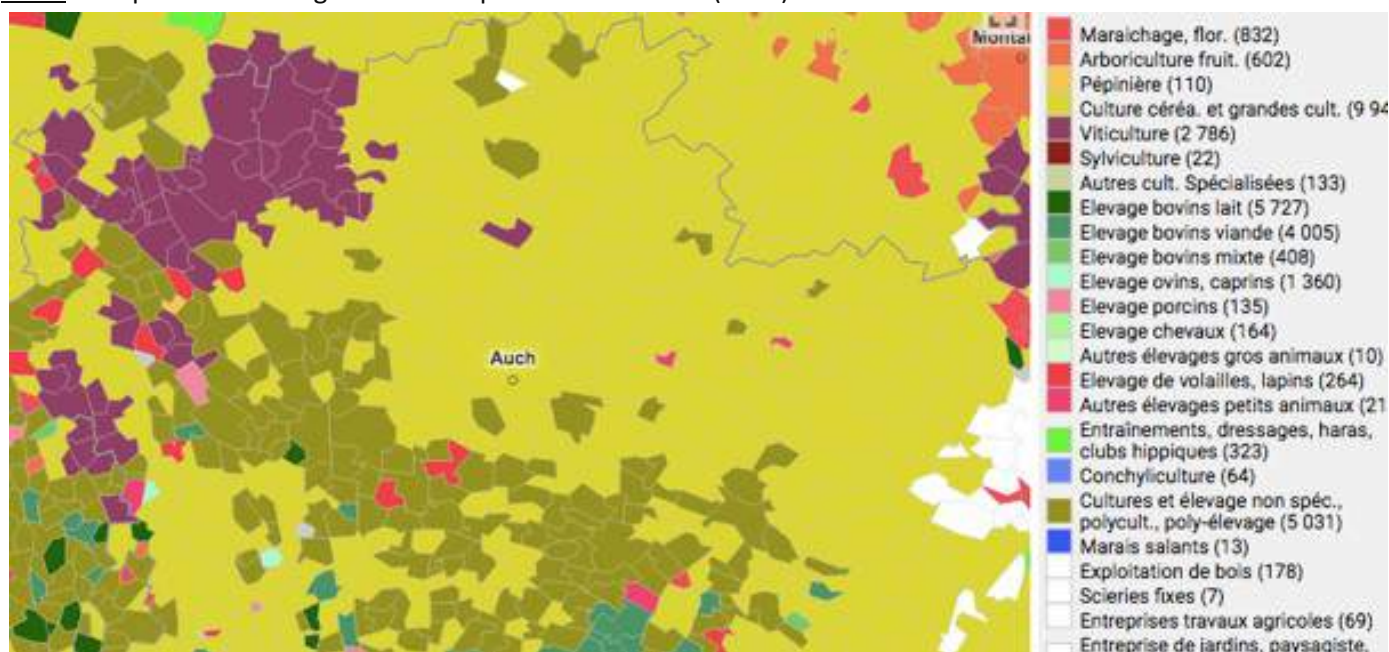 Montau
Auch
Maraichage, flor. (832)
Arboriculture fruit. (602)
Pépinière (110)
Culture céréa. et grandes cult. (9 94
Viticulture (2 786)
Sylviculture (22)
Autres cult. Spécialisées (133)
Elevage bovins lait (5 727)
Elevage bovins viande (4 005)
Elevage bovins mixte (408)
Elevage ovins, caprins (1 360)
Elevage porcins (135)
Elevage chevaux (164)
Autres élevages gros animaux (10)
Elevage de volailles, lapins (264)
Autres élevages petits animaux (21
Entraînements, dressages, haras,
clubs hippiques (323)
Conchyliculture (64)
Cultures et élevage non spéc.,
polycult., poly-élevage (5 031)
Marais salants (13)
Exploitation de bois (178)
Scieries fixes (7)
Entreprises travaux agricoles (69)
Entreprise de jardins, paysagiste,